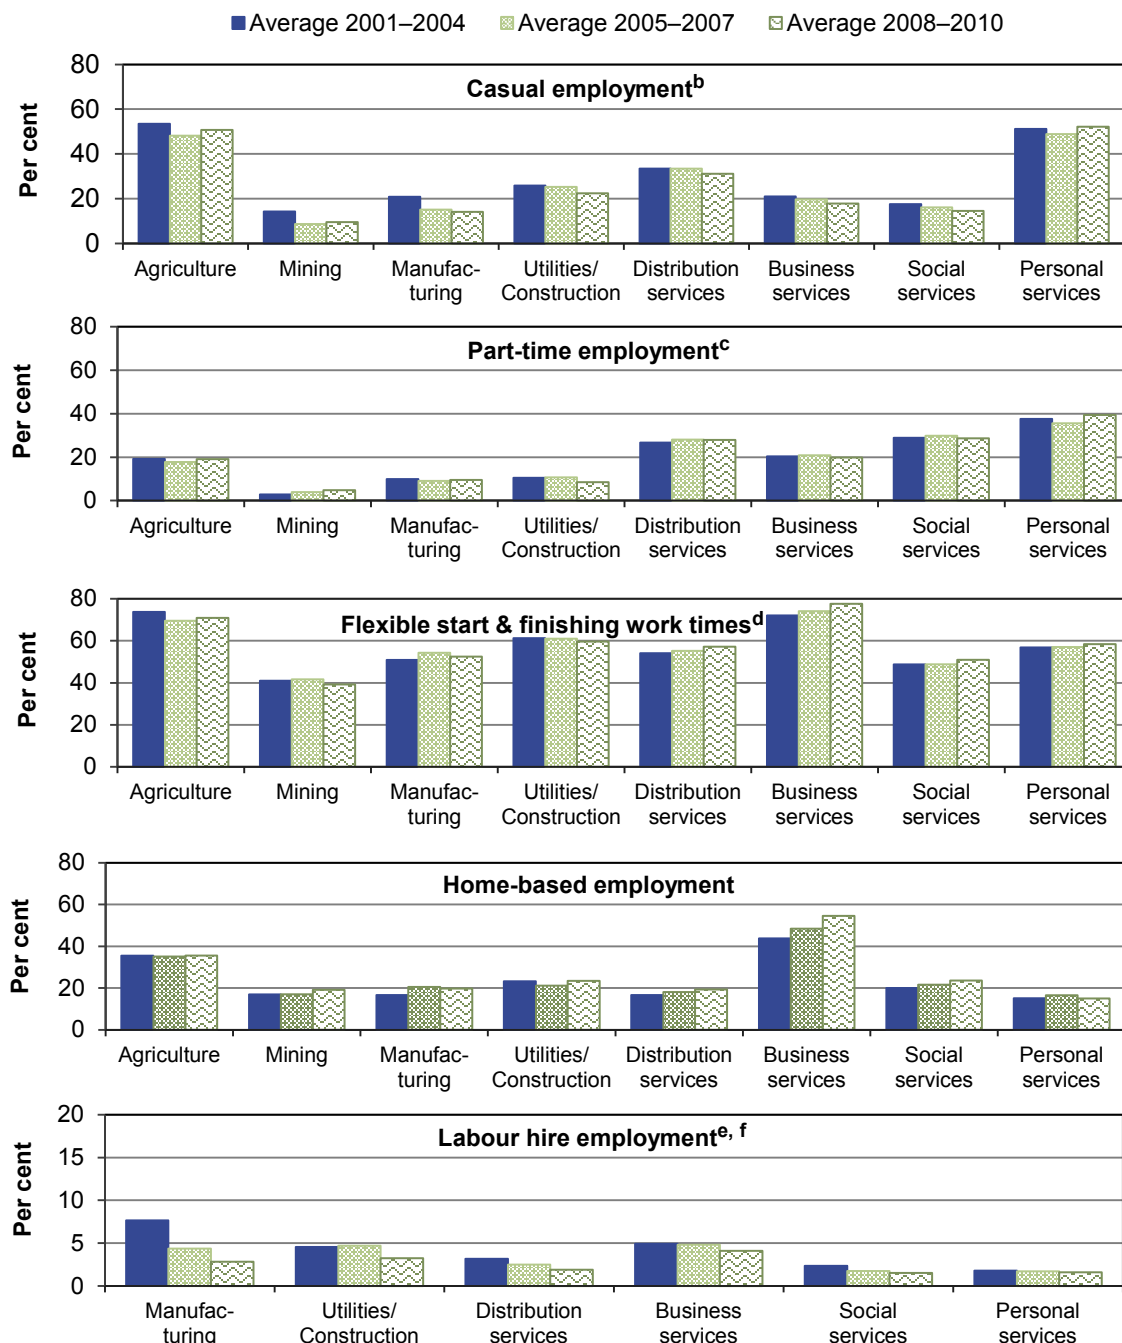 Average 2001–2004 Average 2005–2007 Average 2008–2010
Casual employmentᵇ
Per cent
80
60
40
20
0
Agriculture Mining Manufac-turing Utilities/Construction Distribution services Business services Social services Personal services
Part-time employmentᶜ
Per cent
80
60
40
20
0
Agriculture Mining Manufac-turing Utilities/Construction Distribution services Business services Social services Personal services
Flexible start & finishing work timesᵈ
Per cent
80
60
40
20
0
Agriculture Mining Manufac-turing Utilities/Construction Distribution services Business services Social services Personal services
Home-based employment
Per cent
80
60
40
20
0
Agriculture Mining Manufac-turing Utilities/Construction Distribution services Business services Social services Personal services
Labour hire employmentᵉ, ᶠ
Per cent
20
15
10
5
0
Manufac-turing Utilities/Construction Distribution services Business services Social services Personal services